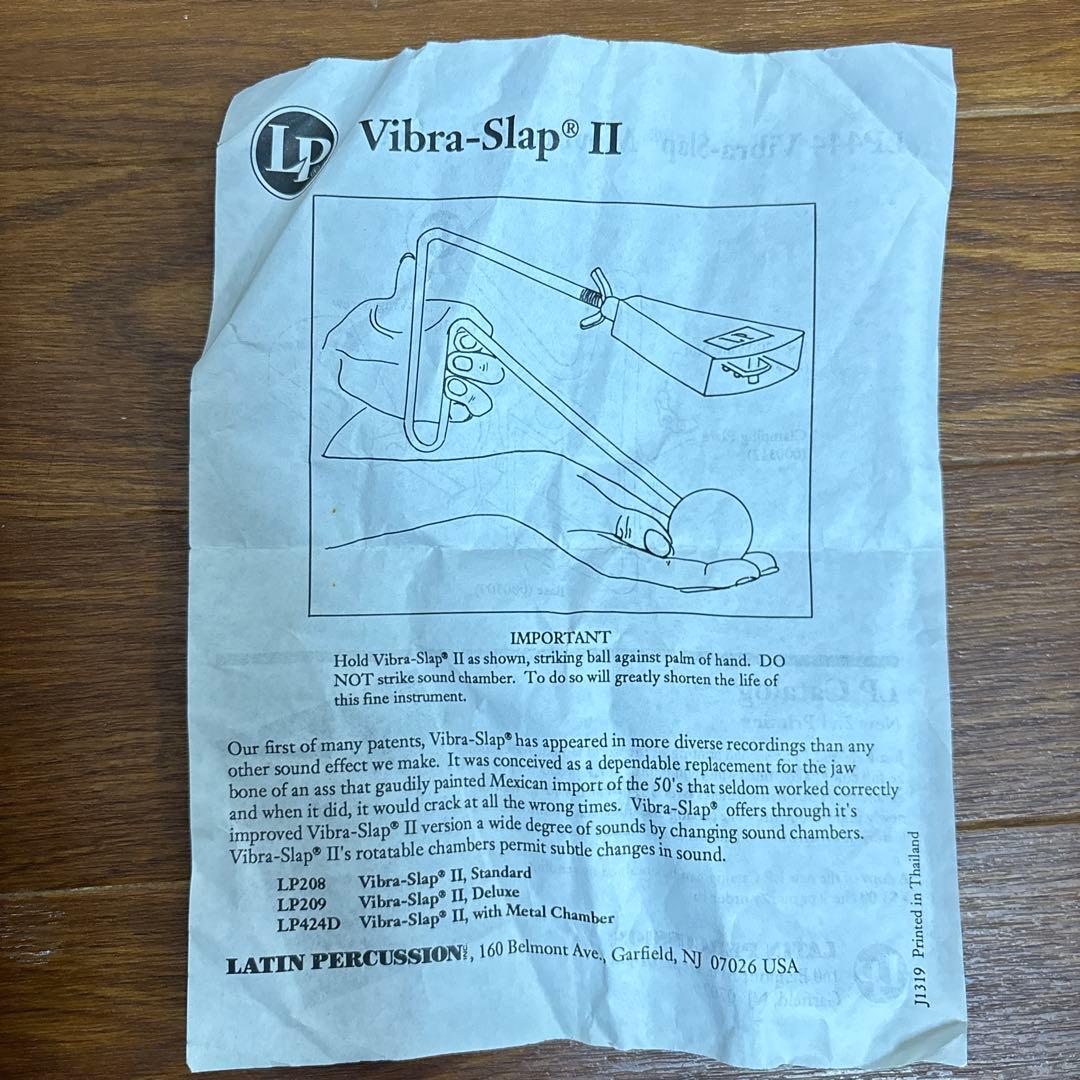 LP
Vibra-Slap® II
LP
IMPORTANT
Hold Vibra-Slap® II as shown, striking ball against palm of hand. DO
NOT strike sound chamber. To do so will greatly shorten the life of
this fine instrument.
Our first of many patents, Vibra-Slap® has appeared in more diverse recordings than any
other sound effect we make. It was conceived as a dependable replacement for the jaw
bone of an ass that gaudily painted Mexican import of the 50's that seldom worked correctly
and when it did, it would crack at all the wrong times. Vibra-Slap® offers through it's
improved Vibra-Slap® II version a wide degree of sounds by changing sound chambers.
Vibra-Slap® II's rotatable chambers permit subtle changes in sound.
LP208 Vibra-Slap® II, Standard
LP209 Vibra-Slap® II, Deluxe
LP424D Vibra-Slap® II, with Metal Chamber
LATIN PERCUSSION, 160 Belmont Ave., Garfield, NJ 07026 USA
J1319 Printed in Thailand